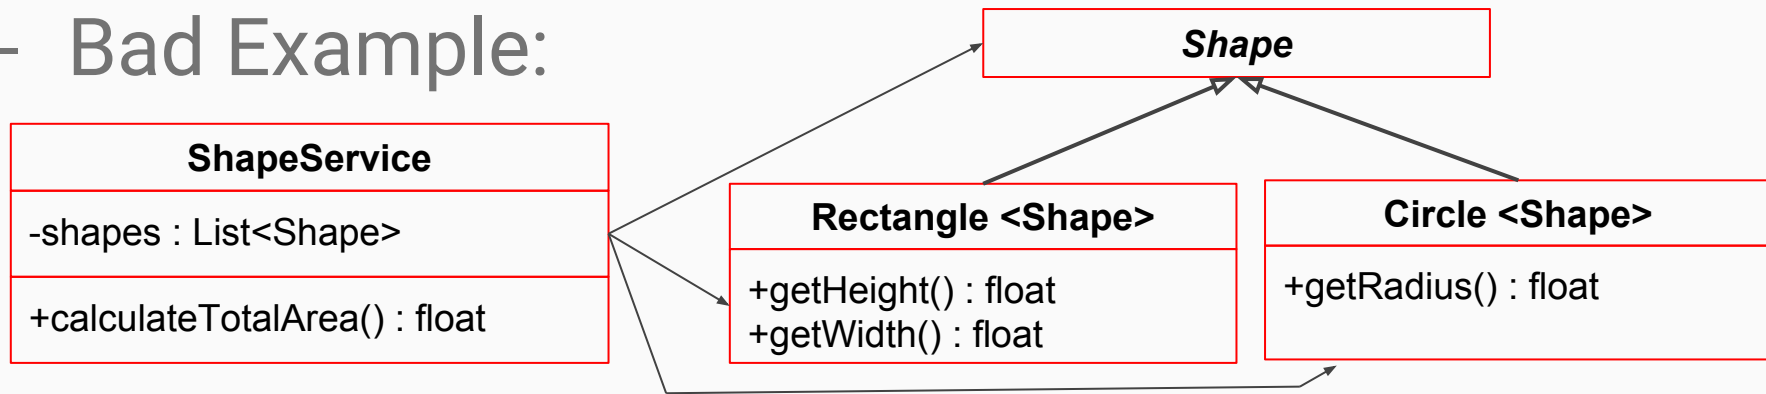 - Bad Example:
Shape
ShapeService
-shapes : List<Shape>
+calculateTotalArea() : float
Rectangle <Shape>
+getHeight() : float
+getWidth() : float
Circle <Shape>
+getRadius() : float